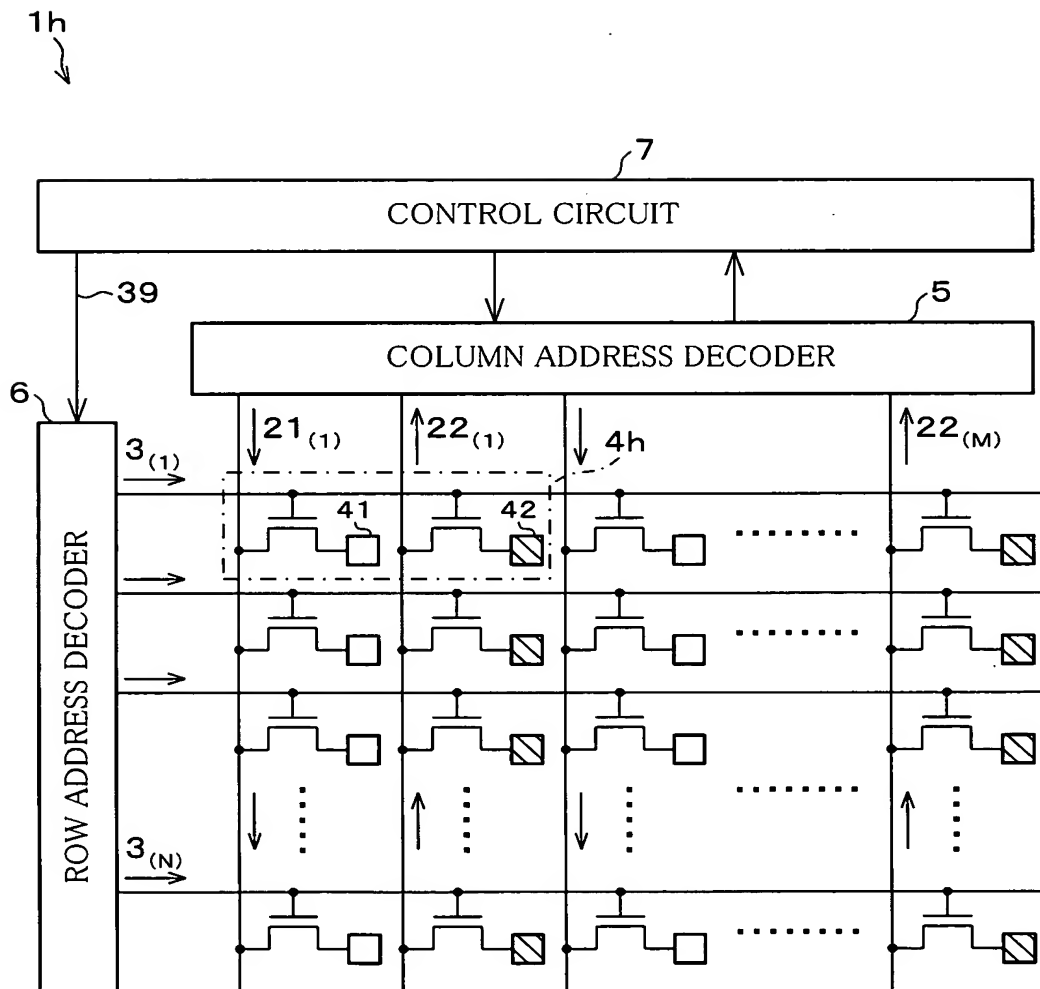 1h
7
CONTROL CIRCUIT
39
5
COLUMN ADDRESS DECODER
6
21(1)
22(1)
4h
22(M)
3(1)
41
42
ROW ADDRESS DECODER
3(N)